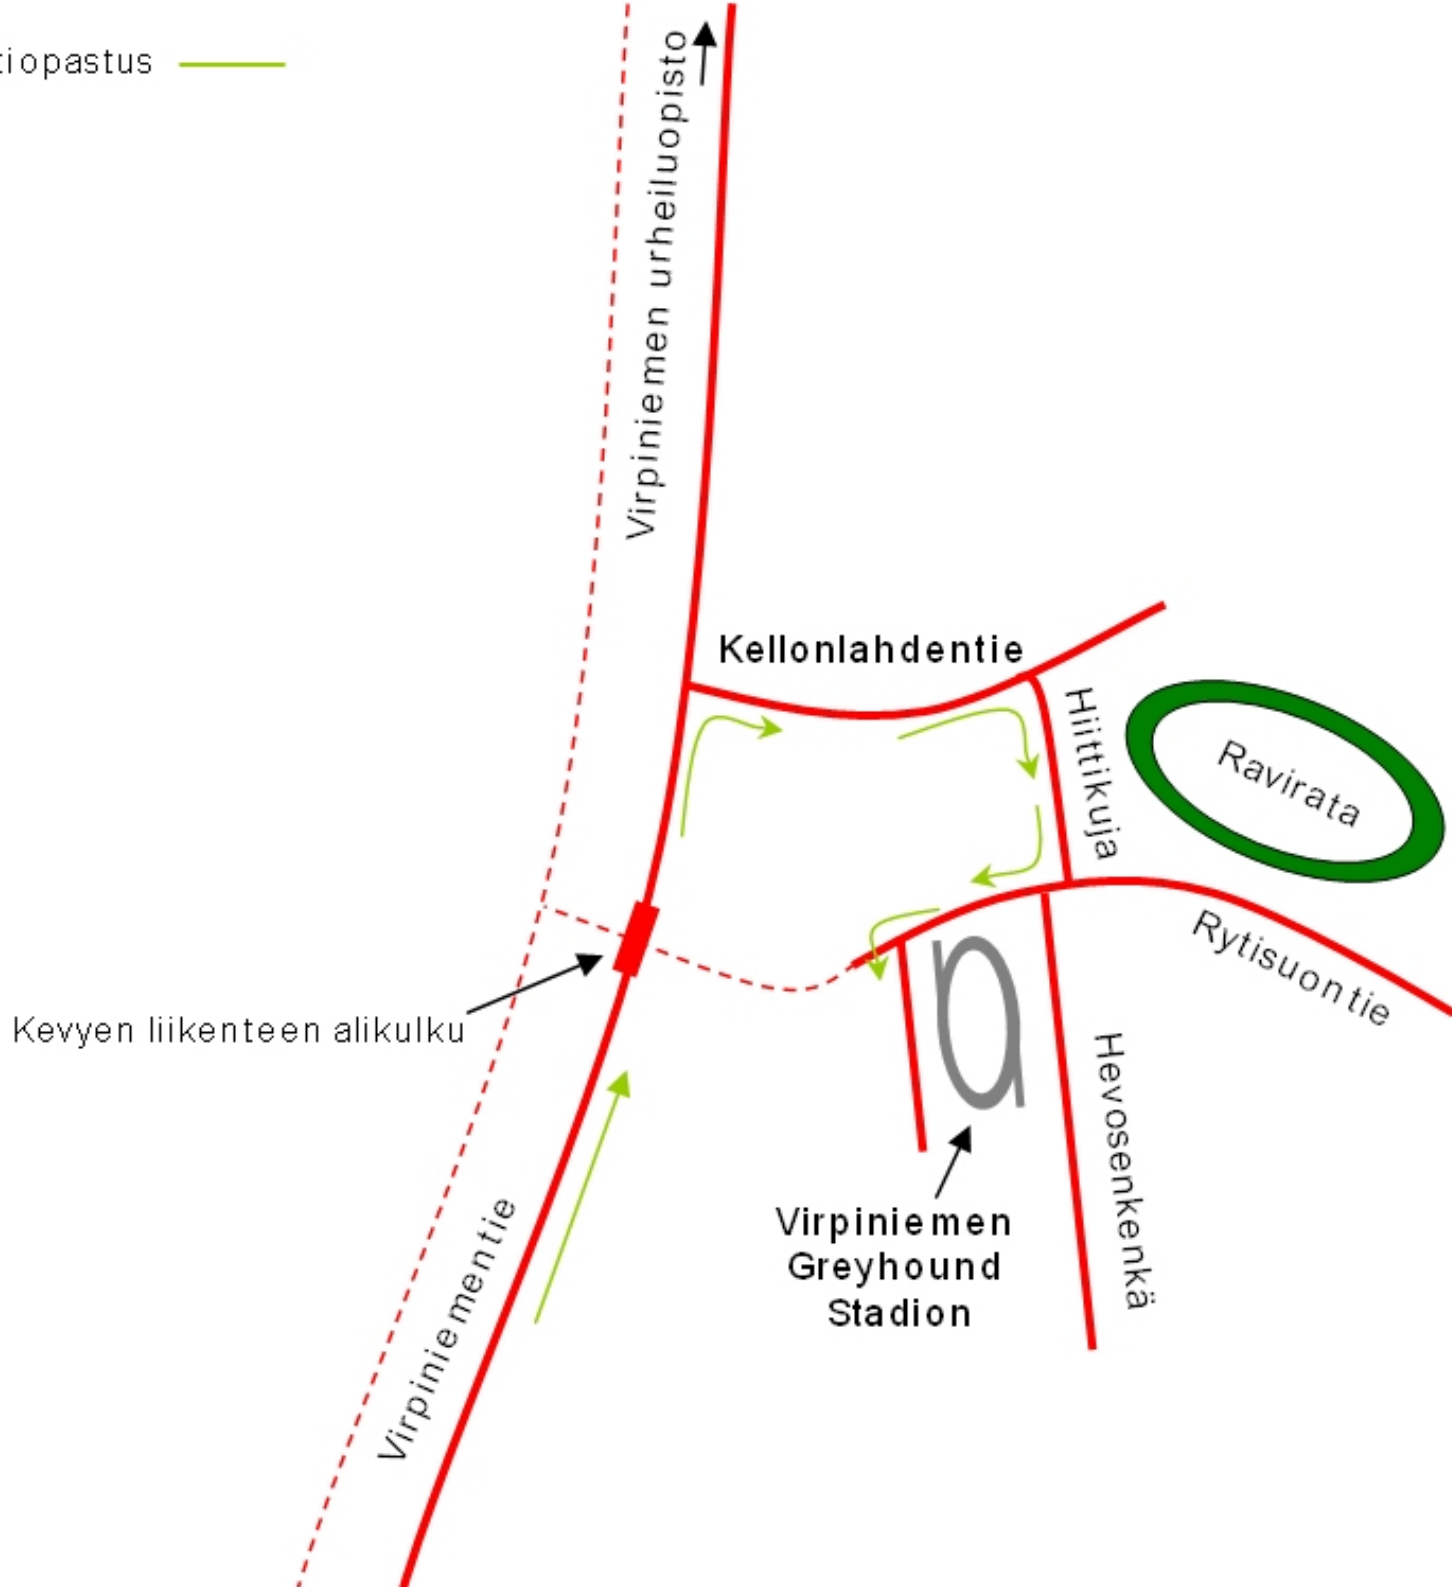 tiopastus
Virpiniemen urheiluopisto
Kellonlahdentie
Hiittikuja
Ravirata
Rytisuontie
Kevyen liikenteen alikulku
Hevosenkenkä
Virpiniemen
Greyhound
Stadion
Virpiniementie